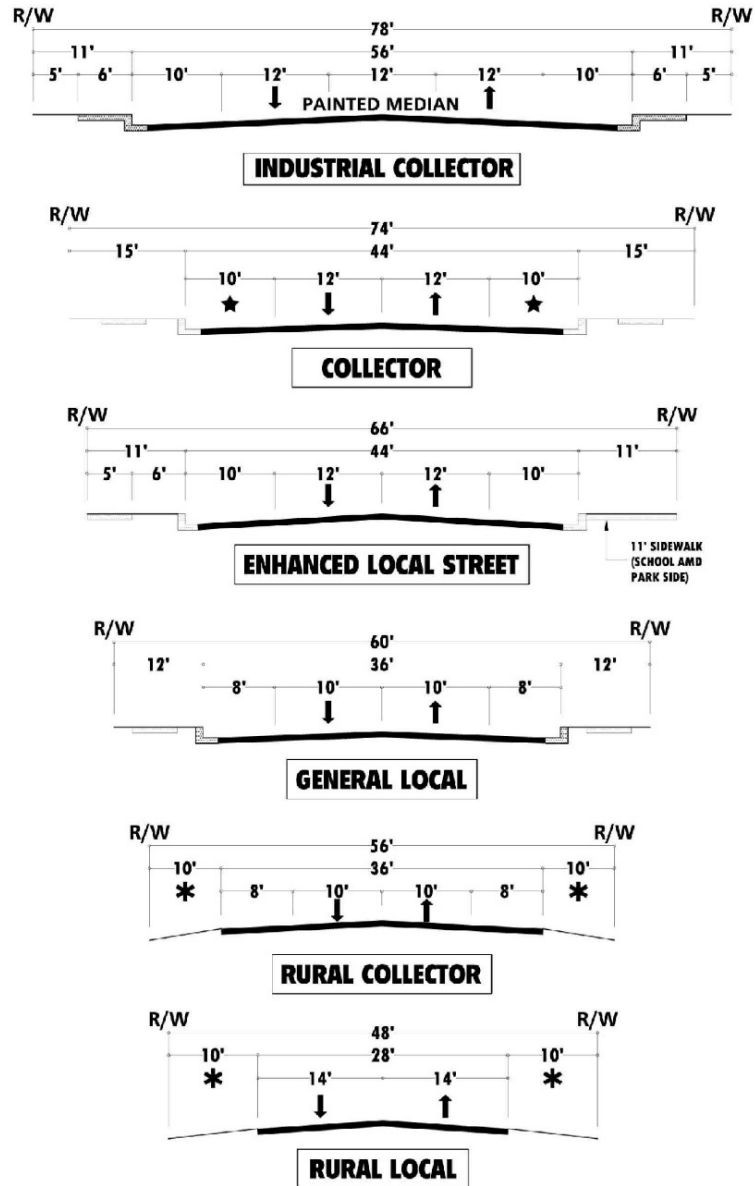 R/W R/W
78'
11' 56' 11'
5' 6' 10' 12' 12' 12' 10' 6' 5'
PAINTED MEDIAN
INDUSTRIAL COLLECTOR
R/W R/W
74'
15' 44' 15'
10' 12' 12' 10'
COLLECTOR
R/W R/W
66'
11' 44' 11'
5' 6' 10' 12' 12' 10'
11' SIDEWALK
(SCHOOL AMD
PARK SIDE)
ENHANCED LOCAL STREET
R/W R/W
60'
12' 36' 12'
8' 10' 10' 8'
GENERAL LOCAL
R/W R/W
56'
10' 36' 10'
8' 10' 10' 8'
RURAL COLLECTOR
R/W R/W
48'
10' 28' 10'
14' 14'
RURAL LOCAL